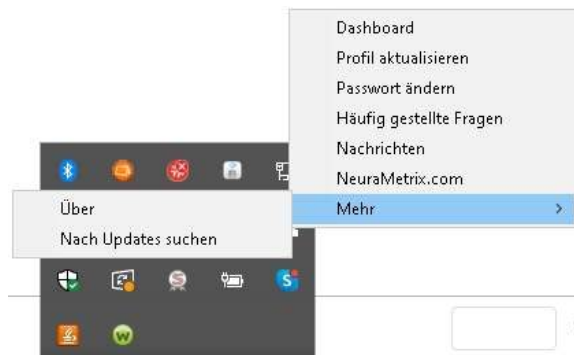 Dashboard
Profil aktualisieren
Passwort ändern
Häufig gestellte Fragen
Nachrichten
NeuraMetrix.com
Mehr
Über
Nach Updates suchen